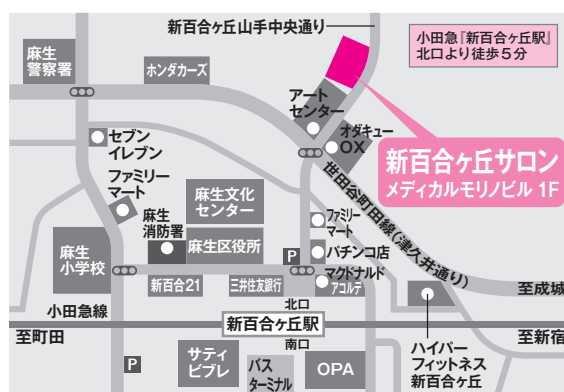 新百合ヶ丘山手中央通り
小田急『新百合ヶ丘駅』
北口より徒歩5分
麻生
警察署
ホンダカーズ
アート
センター
オダキュー
OX
新百合ヶ丘サロン
メディカルモリノビル 1F
セブン
イレブン
ファミリー
マート
麻生文化
センター
世田谷町田線(津久井通り)
麻生
消防署
麻生区役所
ファミリー
マート
麻生
小学校
P
パチンコ店
新百合21
三井住友銀行
マクドナルド
アコルデ
小田急線
北口
至成城
至町田
新百合ヶ丘駅
至新宿
南口
P
サティ
ビブレ
バス
ターミナル
OPA
ハイパー
フィットネス
新百合ヶ丘